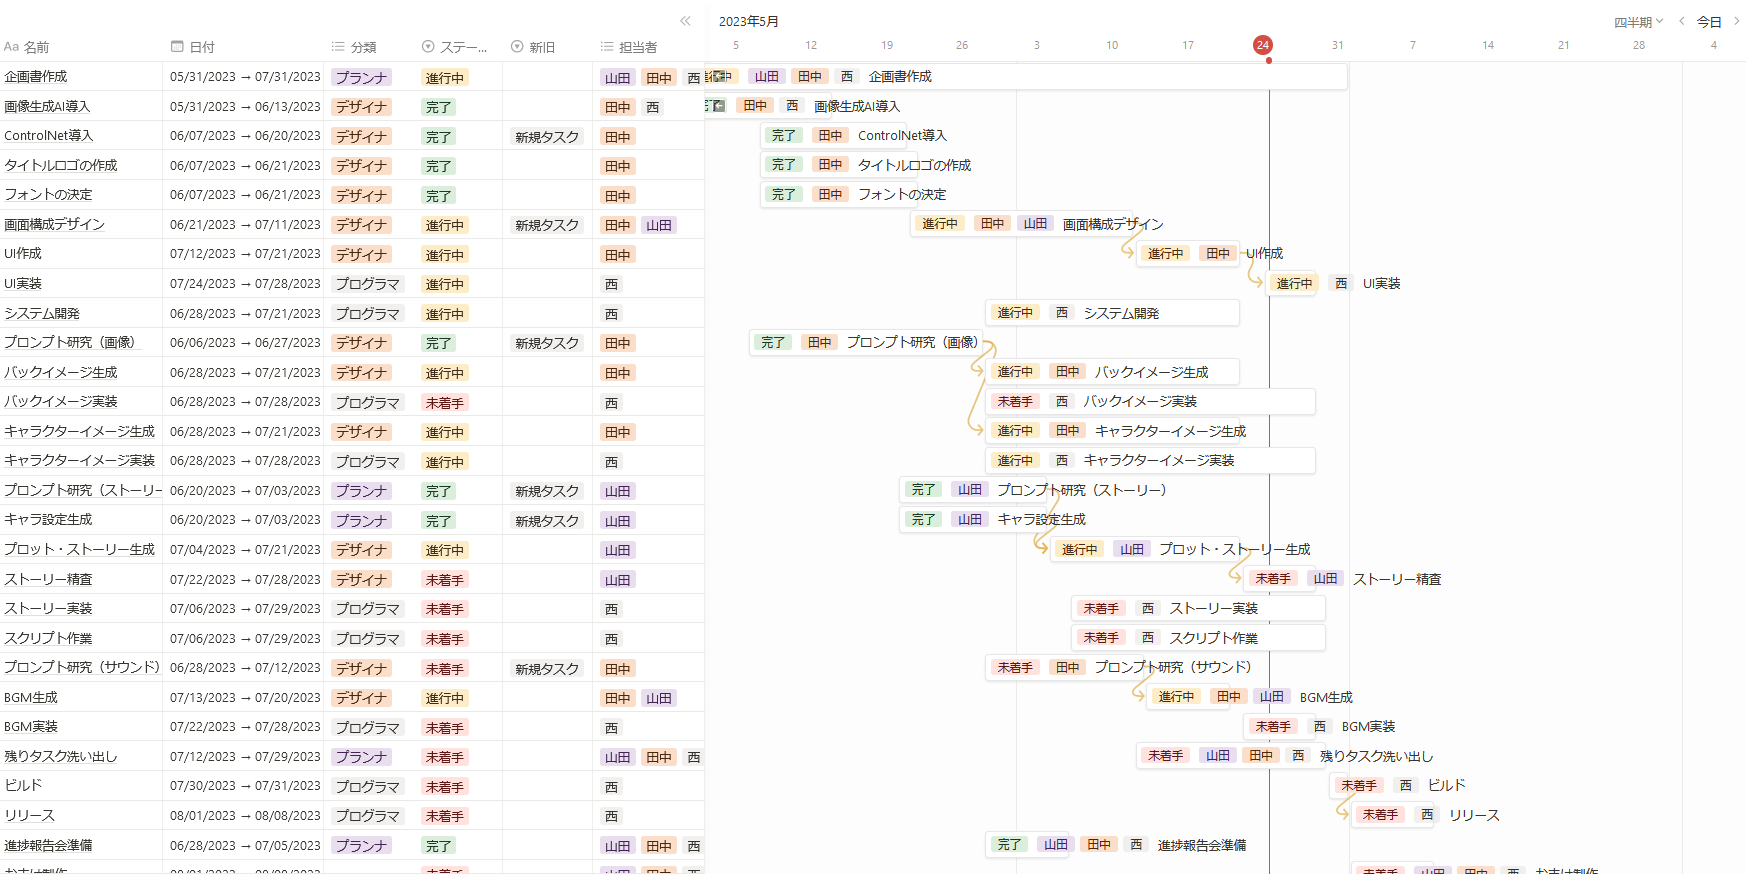 2023年5月 四半期 今日
Aa 名前 日付 分類 ステー... 新旧 担当者 5 12 19 26 3 10 17 24 31 7 14 21 28 4
企画書作成 05/31/2023 → 07/31/2023 プランナ 進行中 山田 田中 西 進行中 山田 田中 西 企画書作成
画像生成AI導入 05/31/2023 → 06/13/2023 デザイナ 完了 田中 西 田中 西 画像生成AI導入
ControlNet導入 06/07/2023 → 06/20/2023 デザイナ 完了 新規タスク 田中 完了 田中 ControlNet導入
タイトルロゴの作成 06/07/2023 → 06/21/2023 デザイナ 完了 田中 完了 田中 タイトルロゴの作成
フォントの決定 06/07/2023 → 06/21/2023 デザイナ 完了 田中 完了 田中 フォントの決定
画面構成デザイン 06/21/2023 → 07/11/2023 デザイナ 進行中 新規タスク 田中 山田 進行中 田中 山田 画面構成デザイン
UI作成 07/12/2023 → 07/21/2023 デザイナ 進行中 田中 進行中 田中 UI作成
UI実装 07/24/2023 → 07/28/2023 プログラマ 進行中 西 進行中 西 UI実装
システム開発 06/28/2023 → 07/21/2023 プログラマ 進行中 西 進行中 西 システム開発
プロンプト研究（画像） 06/06/2023 → 06/27/2023 デザイナ 完了 新規タスク 田中 完了 田中 プロンプト研究（画像）
バックイメージ生成 06/28/2023 → 07/21/2023 デザイナ 進行中 田中 進行中 田中 バックイメージ生成
バックイメージ実装 06/28/2023 → 07/28/2023 プログラマ 未着手 西 未着手 西 バックイメージ実装
キャラクターイメージ生成 06/28/2023 → 07/21/2023 デザイナ 進行中 田中 進行中 田中 キャラクターイメージ生成
キャラクターイメージ実装 06/28/2023 → 07/28/2023 プログラマ 進行中 西 進行中 西 キャラクターイメージ実装
プロンプト研究（ストーリー 06/20/2023 → 07/03/2023 プランナ 完了 新規タスク 山田 完了 山田 プロンプト研究（ストーリー）
キャラ設定生成 06/20/2023 → 07/03/2023 プランナ 完了 新規タスク 山田 完了 山田 キャラ設定生成
プロット・ストーリー生成 07/04/2023 → 07/21/2023 デザイナ 進行中 山田 進行中 山田 プロット・ストーリー生成
ストーリー精査 07/22/2023 → 07/28/2023 デザイナ 未着手 山田 未着手 山田 ストーリー精査
ストーリー実装 07/06/2023 → 07/29/2023 プログラマ 未着手 西 未着手 西 ストーリー実装
スクリプト作業 07/06/2023 → 07/29/2023 プログラマ 未着手 西 未着手 西 スクリプト作業
プロンプト研究（サウンド） 06/28/2023 → 07/12/2023 デザイナ 未着手 新規タスク 田中 未着手 田中 プロンプト研究（サウンド）
BGM生成 07/13/2023 → 07/20/2023 デザイナ 進行中 田中 山田 進行中 田中 山田 BGM生成
BGM実装 07/22/2023 → 07/28/2023 プログラマ 未着手 西 未着手 西 BGM実装
残りタスク洗い出し 07/12/2023 → 07/29/2023 プランナ 未着手 山田 田中 西 未着手 山田 田中 西 残りタスク洗い出し
ビルド 07/30/2023 → 07/31/2023 プログラマ 未着手 西 未着手 西 ビルド
リリース 08/01/2023 → 08/08/2023 プログラマ 未着手 西 未着手 西 リリース
進捗報告会準備 06/28/2023 → 07/05/2023 プランナ 完了 山田 田中 西 完了 山田 田中 西 進捗報告会準備